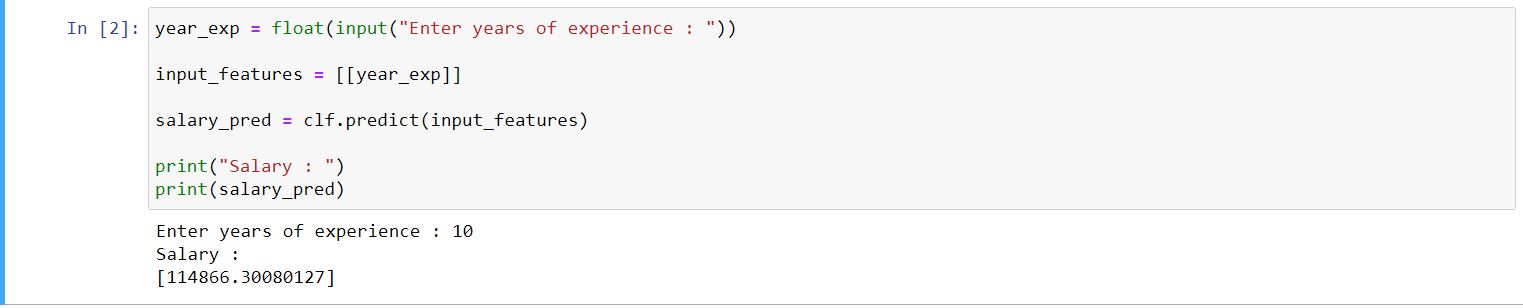 In [2]: year_exp = float(input("Enter years of experience : "))
input_features = [[year_exp]]
salary_pred = clf.predict(input_features)
print("Salary : ")
print(salary_pred)
Enter years of experience : 10
Salary :
[114866.30080127]